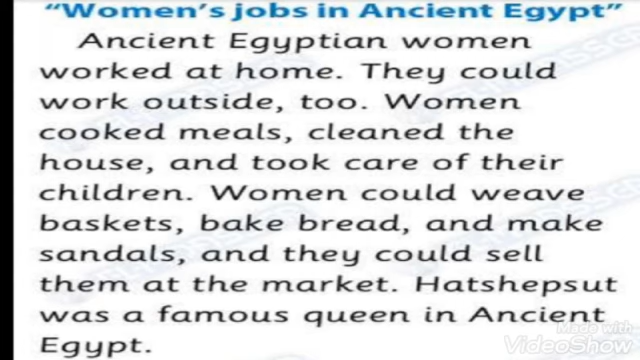 “Women’s jobs in Ancient Egypt”
Ancient Egyptian women
worked at home. They could
work outside, too. Women
cooked meals, cleaned the
house, and took care of their
children. Women could weave
baskets, bake bread, and make
sandals, and they could sell
them at the market. Hatshepsut
was a famous queen in Ancient
Egypt.
Made with
VideoShow